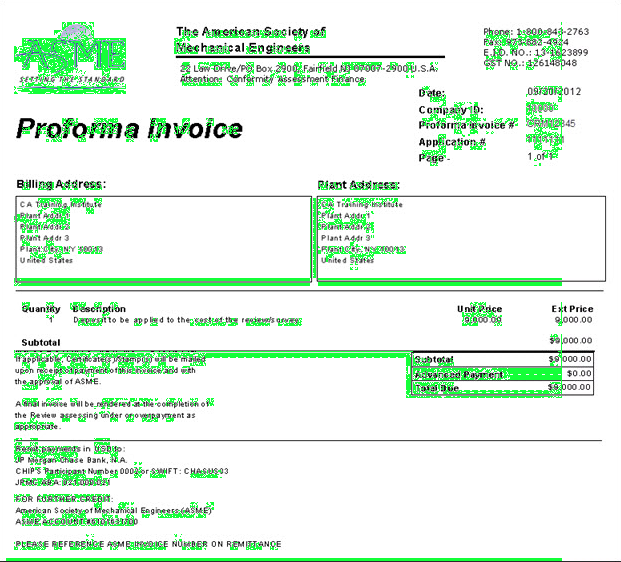 ASME
SETTING THE STANDARD
The American Society of
Mechanical Engineers
22 Law Drive/PO Box 2900, Fairfield NJ 07007-2900 U.S.A.
Attention: Conformity Assessment Finance
Phone: 1-800-843-2763
Fax: 973-882-4924
E.I.D. NO.: 13-1623899
GST NO.: 126148048
Proforma Invoice
Date: 09/20/2012
Company ID:
Proforma Invoice #
Application #
Page - 1 of 1
Billing Address: Plant Address:
CA Training Institute CA Training Institute
Plant Addr 1 Plant Addr 1
Plant Addr 2 Plant Addr 2
Plant Addr 3 Plant Addr 3
Plant City, NY 10013 Plant City, NY 10013
United States United States
Quantity Description Unit Price Ext Price
1 Deposit to be applied to the cost of the review/survey. 9,000.00 9,000.00
Subtotal $9,000.00
If applicable, Certificate(s)/Stamp(s) will be mailed
upon receipt of payment of this invoice and with
the approval of ASME.
Subtotal $9,000.00
Advanced Payment $0.00
Total Due $9,000.00
A final invoice will be rendered at the completion of
the Review assessing under or overpayment as
appropriate.
Remit payments in USD to:
JP Morgan Chase Bank, N.A.
CHIP'S Participant Number 0002 or SWIFT: CHASUS33
JPMC ABA: 021000021
FOR FURTHER CREDIT:
American Society of Mechanical Engineers (ASME)
ASME ACCOUNT
PLEASE REFERENCE ASME INVOICE NUMBER ON REMITTANCE